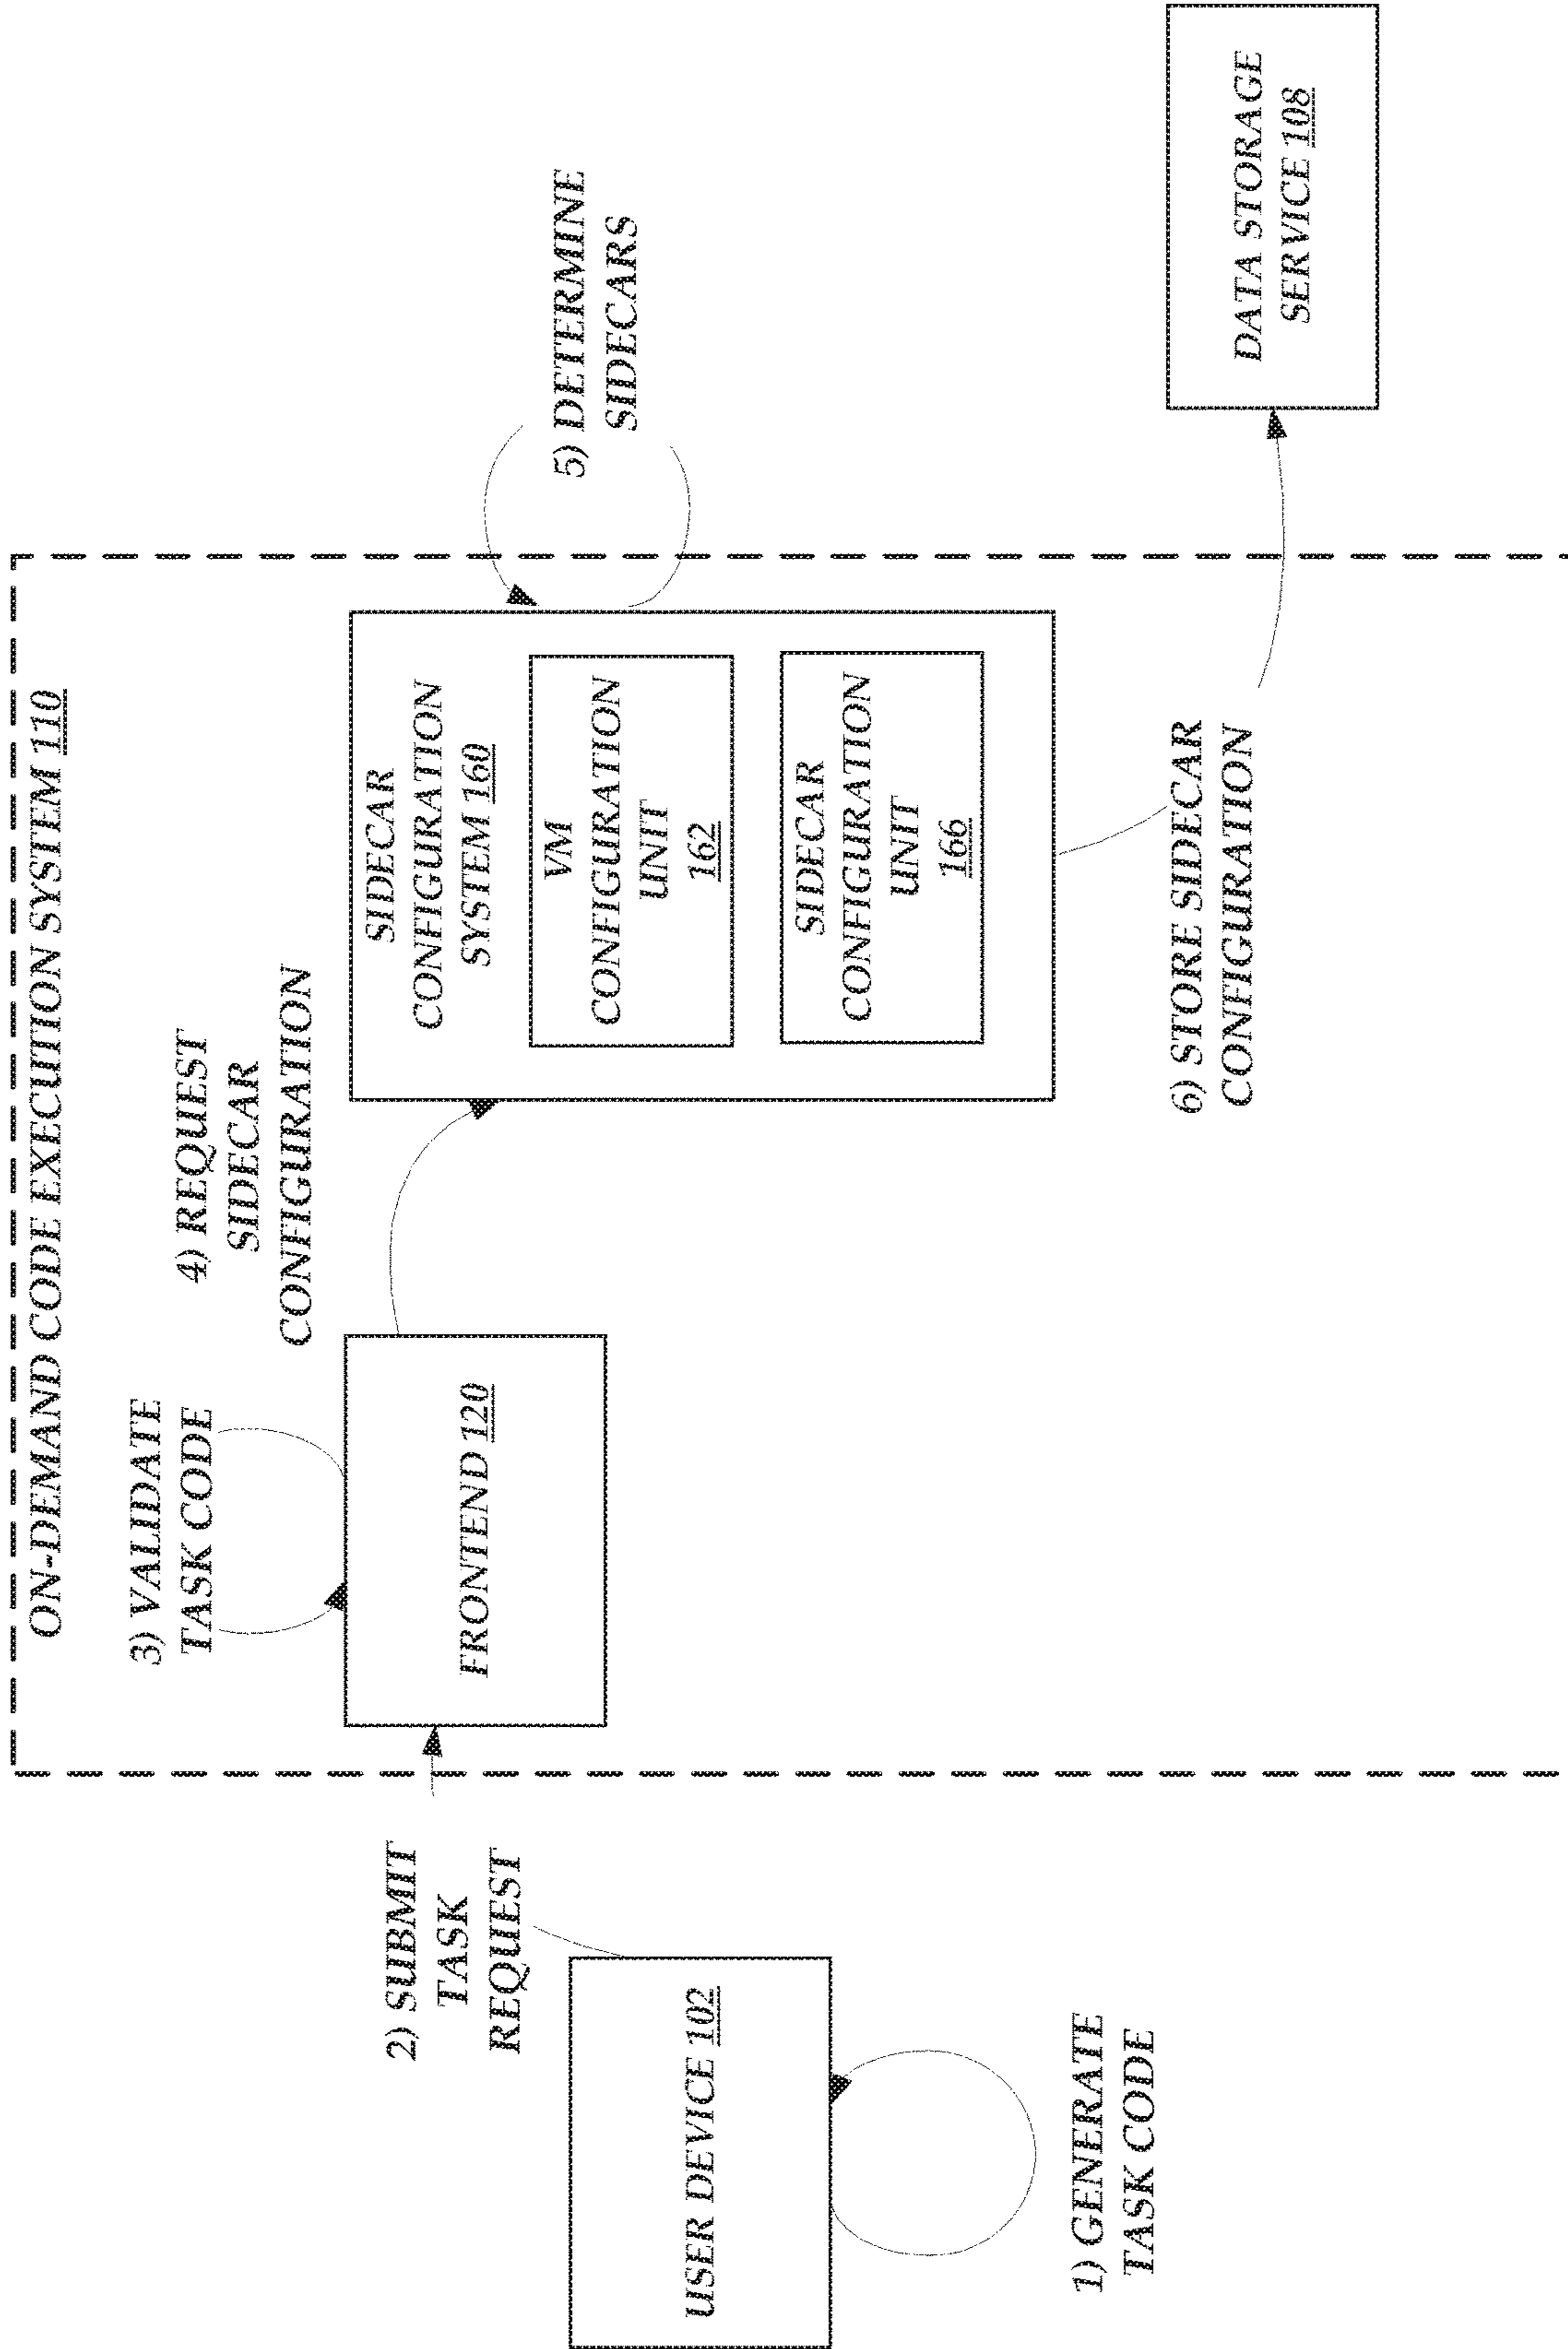 ON-DEMAND CODE EXECUTION SYSTEM 110
3) VALIDATE
TASK CODE
4) REQUEST
SIDECAR
CONFIGURATION
2) SUBMIT
TASK
REQUEST
FRONTEND 120
SIDECAR
CONFIGURATION
SYSTEM 160
VM
CONFIGURATION
UNIT
162
SIDECAR
CONFIGURATION
UNIT
166
5) DETERMINE
SIDECARS
USER DEVICE 102
1) GENERATE
TASK CODE
6) STORE SIDECAR
CONFIGURATION
DATA STORAGE
SERVICE 108